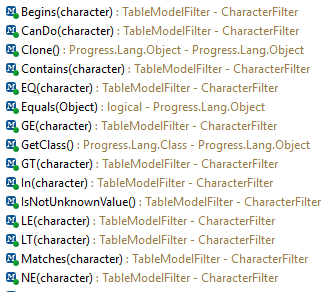 Begins(character) : TableModelFilter - CharacterFilter
CanDo(character) : TableModelFilter - CharacterFilter
Clone() : Progress.Lang.Object - Progress.Lang.Object
Contains(character) : TableModelFilter - CharacterFilter
EQ(character) : TableModelFilter - CharacterFilter
Equals(Object) : logical - Progress.Lang.Object
GE(character) : TableModelFilter - CharacterFilter
GetClass() : Progress.Lang.Class - Progress.Lang.Object
GT(character) : TableModelFilter - CharacterFilter
In(character) : TableModelFilter - CharacterFilter
IsNotUnknownValue() : TableModelFilter - CharacterFilter
LE(character) : TableModelFilter - CharacterFilter
LT(character) : TableModelFilter - CharacterFilter
Matches(character) : TableModelFilter - CharacterFilter
NE(character) : TableModelFilter - CharacterFilter